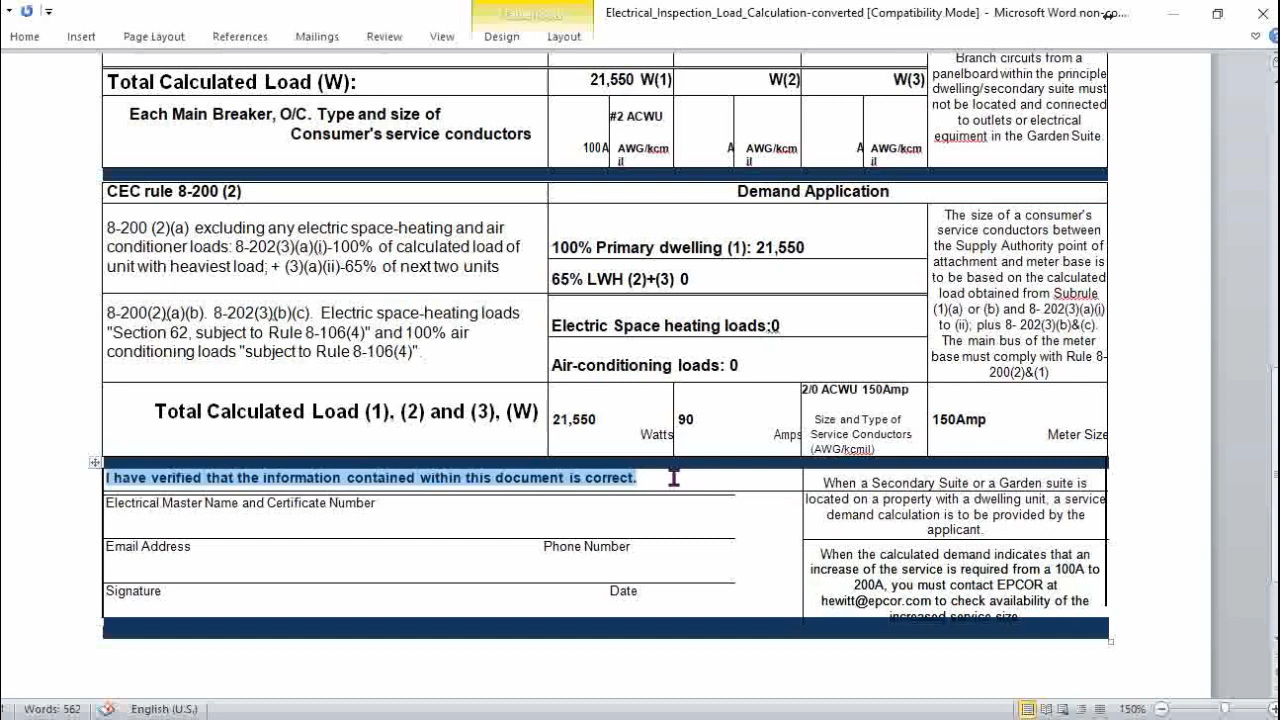 Electrical_Inspection_Load_Calculation-converted [Compatibility Mode] - Microsoft Word non-co...
Home Insert Page Layout References Mailings Review View Design Layout
Total Calculated Load (W):
21,550 W(1)
W(2)
W(3)
Branch circuits from a
panelboard within the principle
dwelling/secondary suite must
not be located and connected
to outlets or electrical
equiment in the Garden Suite.
Each Main Breaker, O/C. Type and size of
Consumer's service conductors
#2 ACWU
100A
AWG/kcm
il
A
AWG/kcm
il
A
AWG/kcm
il
CEC rule 8-200 (2)
Demand Application
8-200 (2)(a) excluding any electric space-heating and air
conditioner loads: 8-202(3)(a)(i)-100% of calculated load of
unit with heaviest load; + (3)(a)(ii)-65% of next two units
100% Primary dwelling (1): 21,550
65% LWH (2)+(3) 0
The size of a consumer's
service conductors between
the Supply Authority point of
attachment and meter base is
to be based on the calculated
load obtained from Subrule
(1)(a) or (b) and 8- 202(3)(a)(i)
to (ii); plus 8- 202(3)(b)&(c).
The main bus of the meter
base must comply with Rule 8-
200(2)&(1)
8-200(2)(a)(b). 8-202(3)(b)(c). Electric space-heating loads
"Section 62, subject to Rule 8-106(4)" and 100% air
conditioning loads "subject to Rule 8-106(4)".
Electric Space heating loads:0
Air-conditioning loads: 0
Total Calculated Load (1), (2) and (3), (W)
21,550
Watts
90
Amps
2/0 ACWU 150Amp
Size and Type of
Service Conductors
(AWG/kcmil)
150Amp
Meter Size
I have verified that the information contained within this document is correct.
Electrical Master Name and Certificate Number
Email Address Phone Number
Signature Date
When a Secondary Suite or a Garden suite is
located on a property with a dwelling unit, a service
demand calculation is to be provided by the
applicant.
When the calculated demand indicates that an
increase of the service is required from a 100A to
200A, you must contact EPCOR at
hewitt@epcor.com to check availability of the
increased service size.
Words: 562 English (U.S.) 150%